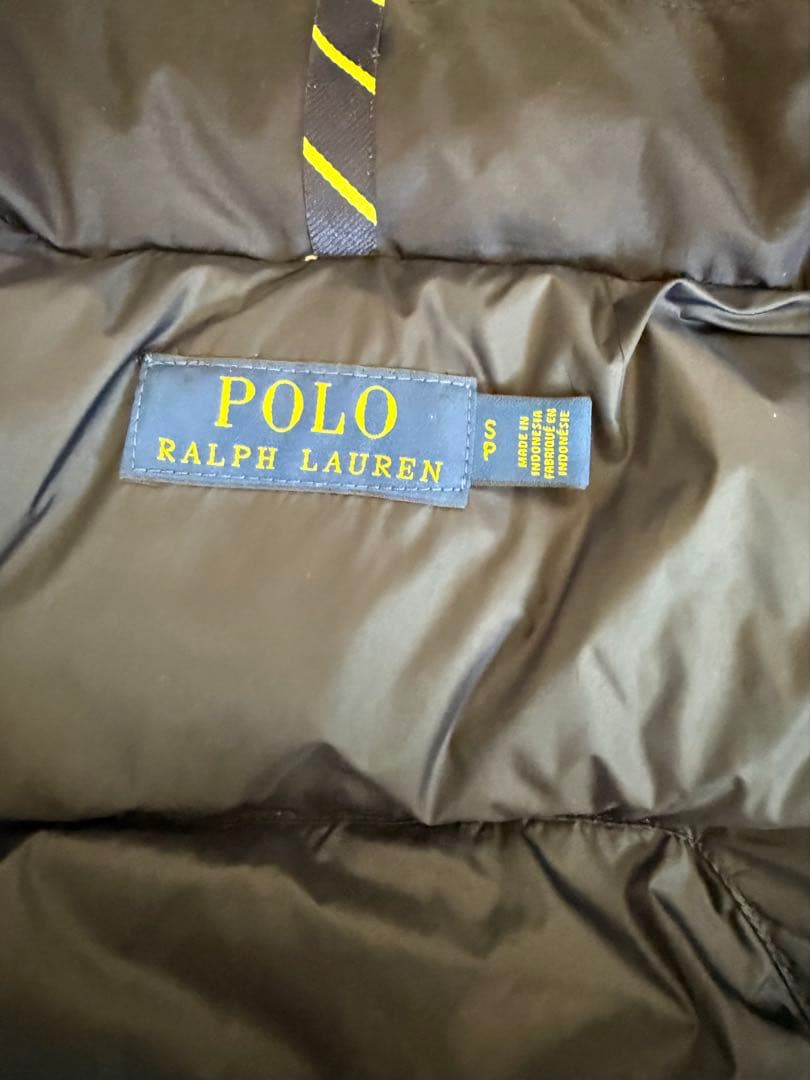 POLO
RALPH LAUREN
S
P
MADE IN
INDONESIA
FABRIQUÉ EN
INDONÉSIE